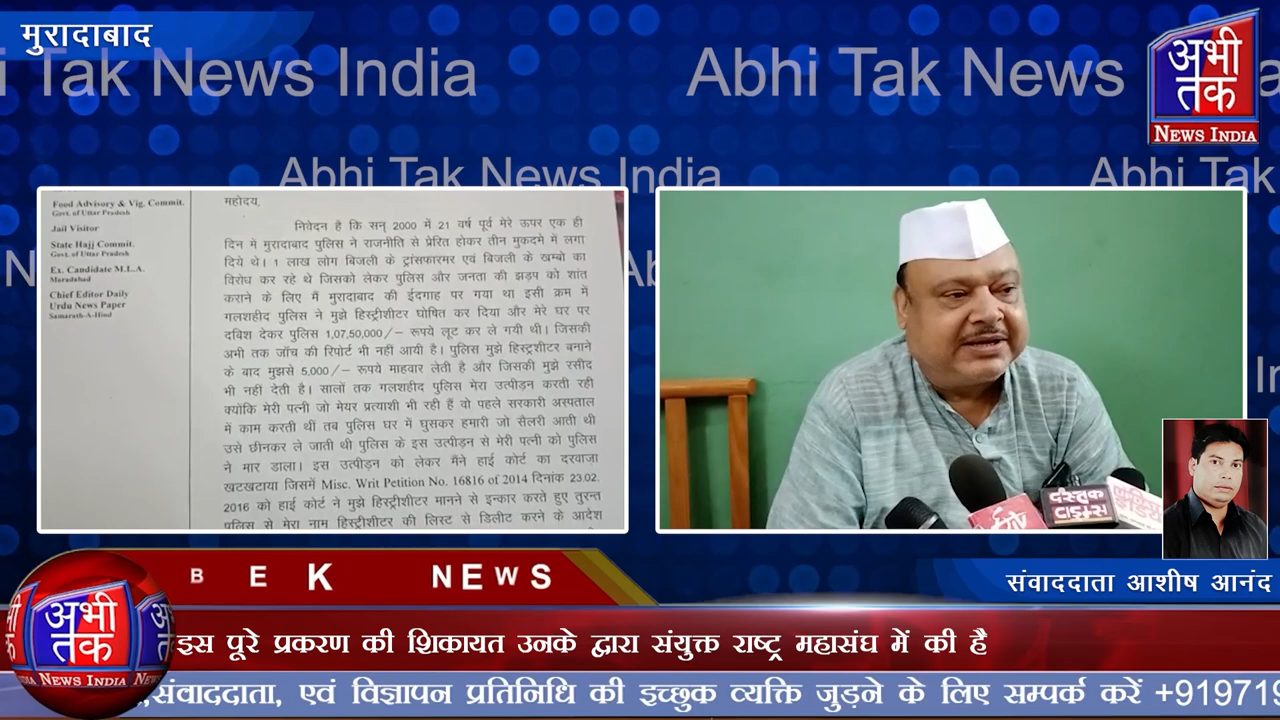 मुरादाबाद
i Tak News India
Abhi Tak News
अभी
तक
NEWS INDIA
Abhi Tak News India
Abhi Tak
Food Advisory & Vig. Commit.
Govt. of Uttar Pradesh
Jail Visitor
State Hajj Commit.
Govt. of Uttar Pradesh
Ex. Candidate M.L.A.
Moradabad
Chief Editor Daily
Urdu News Paper
Samarath-A-Hind
महोदय,
निवेदन है कि सन् 2000 में 21 वर्ष पूर्व मेरे ऊपर एक ही
दिन में मुरादाबाद पुलिस ने राजनीति से प्रेरित होकर तीन मुकदमे में लगा
दिये थे। 1 लाख लोग बिजली के ट्रांसफारमर एवं बिजली के खम्बो का
विरोध कर रहे थे जिसको लेकर पुलिस और जनता की झड़प को शांत
कराने के लिए मैं मुरादाबाद की ईदगाह पर गया था इसी क्रम में
गलशहीद पुलिस ने मुझे हिस्ट्रीशीटर घोषित कर दिया और मेरे घर पर
दबिश देकर पुलिस 1,07,50,000/– रूपये लूट कर ले गयी थी। जिसकी
अभी तक जाँच की रिपोर्ट भी नहीं आयी है। पुलिस मुझे हिस्ट्रशीटर बनाने
के बाद मुझसे 5,000/– रूपये माहवार लेती है और जिसकी मुझे रसीद
भी नहीं देती है। सालों तक गलशहीद पुलिस मेरा उत्पीड़न करती रही
क्योंकि मेरी पत्नी जो मेयर प्रत्याशी भी रही हैं वो पहले सरकारी अस्पताल
में काम करती थीं तब पुलिस घर में घुसकर हमारी जो सैलरी आती थी
उसे छीनकर ले जाती थी पुलिस के इस उत्पीड़न से मेरी पत्नी को पुलिस
ने मार डाला। इस उत्पीड़न को लेकर मैंने हाई कोर्ट का दरवाजा
खटखटाया जिसमें Misc. Writ Petition No. 16816 of 2014 दिनांक 23.02.
2016 को हाई कोर्ट ने मुझे हिस्ट्रीशीटर मानने से इन्कार करते हुए तुरन्त
पुलिस से मेरा नाम हिस्ट्रीशीटर की लिस्ट से डिलीट करने के आदेश
दस्तक
टाइम्स
संवाददाता आशीष आनंद
B E K NEWS
अभी
तक
NEWS INDIA
इस पूरे प्रकरण की शिकायत उनके द्वारा संयुक्त राष्ट्र महासंघ में की है
,संवाददाता, एवं विज्ञापन प्रतिनिधि की इच्छुक व्यक्ति जुड़ने के लिए सम्पर्क करें +919719